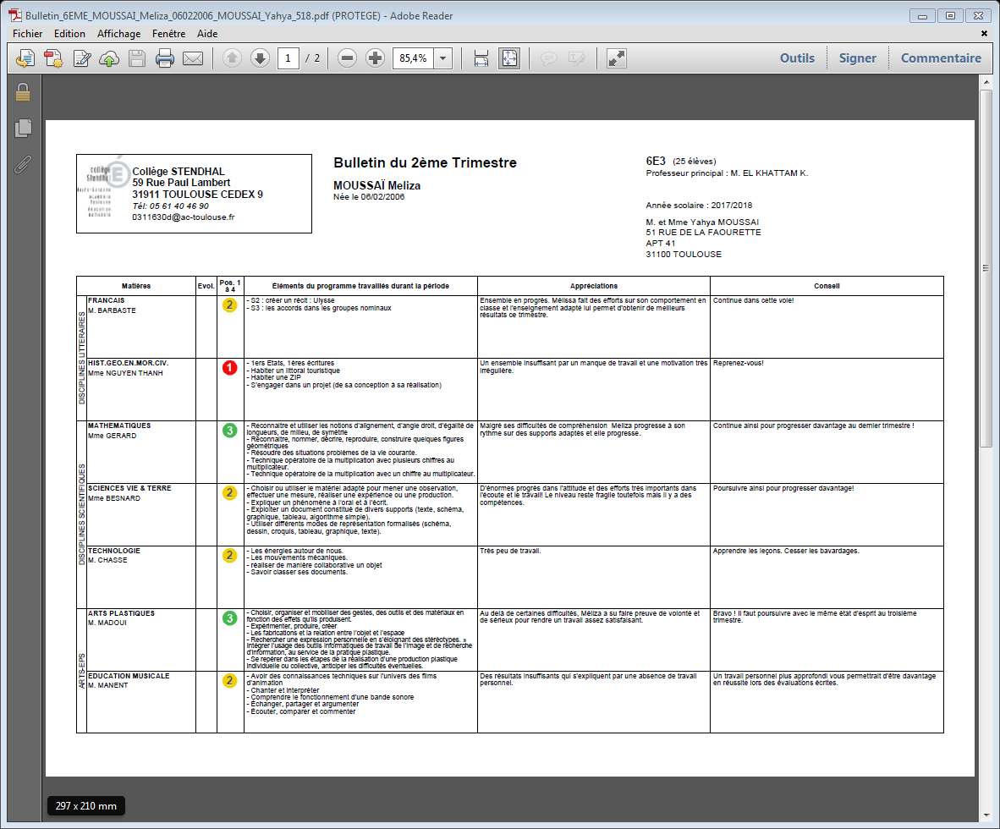 Bulletin_6EME_MOUSSAI_Meliza_06022006_MOUSSAI_Yahya_518.pdf (PROTEGE) - Adobe Reader
Fichier Edition Affichage Fenêtre Aide
1 / 2 85,4% Outils Signer Commentaire
collège
Stendhal
Haute-Garonne
académie
Toulouse
éducation
nationale
Collège STENDHAL
59 Rue Paul Lambert
31911 TOULOUSE CEDEX 9
Tél: 05 61 40 46 90
0311630d@ac-toulouse.fr
Bulletin du 2ème Trimestre
MOUSSAÏ Meliza
Née le 06/02/2006
6E3 (25 élèves)
Professeur principal : M. EL KHATTAM K.
Année scolaire : 2017/2018
M. et Mme Yahya MOUSSAI
51 RUE DE LA FAOURETTE
APT 41
31100 TOULOUSE
Matières Evol. Pos. 1 à 4 Éléments du programme travaillés durant la période Appréciations Conseil
DISCIPLINES LITTERAIRES
FRANCAIS
M. BARBASTE
2
- S2 : créer un récit : Ulysse
- S3 : les accords dans les groupes nominaux
Ensemble en progrès. Mélissa fait des efforts sur son comportement en
classe et l'enseignement adapté lui permet d'obtenir de meilleurs
résultats ce trimestre.
Continue dans cette voie!
HIST.GEO.EN.MOR.CIV.
Mme NGUYEN THANH
1
- 1ers Etats, 1ères écritures
- Habiter un littoral touristique
- Habiter une ZIP
- S'engager dans un projet (de sa conception à sa réalisation)
Un ensemble insuffisant par un manque de travail et une motivation très
irrégulière.
Reprenez-vous!
DISCIPLINES SCIENTIFIQUES
MATHEMATIQUES
Mme GERARD
3
- Reconnaitre et utiliser les notions d'alignement, d'angle droit, d'égalité de
longueurs, de milieu, de symétrie
- Reconnaitre, nommer, décrire, reproduire, construire quelques figures
géométriques
- Résoudre des situations problèmes de la vie courante.
- Technique opératoire de la multiplication avec plusieurs chiffres au
multiplicateur.
- Technique opératoire de la multiplication avec un chiffre au multiplicateur.
Malgré ses difficultés de compréhension Meliza progresse à son
rythme sur des supports adaptés et elle progresse.
Continue ainsi pour progresser davantage au dernier trimestre !
SCIENCES VIE & TERRE
Mme BESNARD
2
- Choisir ou utiliser le matériel adapté pour mener une observation,
effectuer une mesure, réaliser une expérience ou une production.
- Expliquer un phénomène à l'oral et à l'écrit.
- Exploiter un document constitué de divers supports (texte, schéma,
graphique, tableau, algorithme simple).
- Utiliser différents modes de représentation formalisés (schéma,
dessin, croquis, tableau, graphique, texte).
D'énormes progrès dans l'attitude et des efforts très importants dans
l'écoute et le travail! Le niveau reste fragile toutefois mais il y a des
compétences.
Poursuivre ainsi pour progresser davantage!
TECHNOLOGIE
M. CHASSE
2
- Les énergies autour de nous.
- Les mouvements mécaniques.
- réaliser de manière collaborative un objet
- Savoir classer ses documents.
Très peu de travail.
Apprendre les leçons. Cesser les bavardages.
ARTS-EPS
ARTS PLASTIQUES
M. MADOUI
3
- Choisir, organiser et mobiliser des gestes, des outils et des matériaux en
fonction des effets qu'ils produisent.
- Expérimenter, produire, créer
- Les fabrications et la relation entre l'objet et l'espace
- Rechercher une expression personnelle en s'éloignant des stéréotypes. »
Intégrer l'usage des outils informatiques de travail de l'image et de recherche
d'information, au service de la pratique plastique.
- Se repérer dans les étapes de la réalisation d'une production plastique
individuelle ou collective, anticiper les difficultés éventuelles.
Au delà de certaines difficultés, Méliza a su faire preuve de volonté et
de sérieux pour rendre un travail assez satisfaisant.
Bravo ! Il faut poursuivre avec le même état d'esprit au troisième
trimestre.
EDUCATION MUSICALE
M. MANENT
2
- Avoir des connaissances techniques sur l'univers des films
d'animation
- Chanter et interpréter
- Comprendre le fonctionnement d'une bande sonore
- Échanger, partager et argumenter
- Écouter, comparer et commenter
Des résultats insuffisants qui s'expliquent par une absence de travail
personnel.
Un travail personnel plus approfondi vous permettrait d'être davantage
en réussite lors des évaluations écrites.
297 x 210 mm